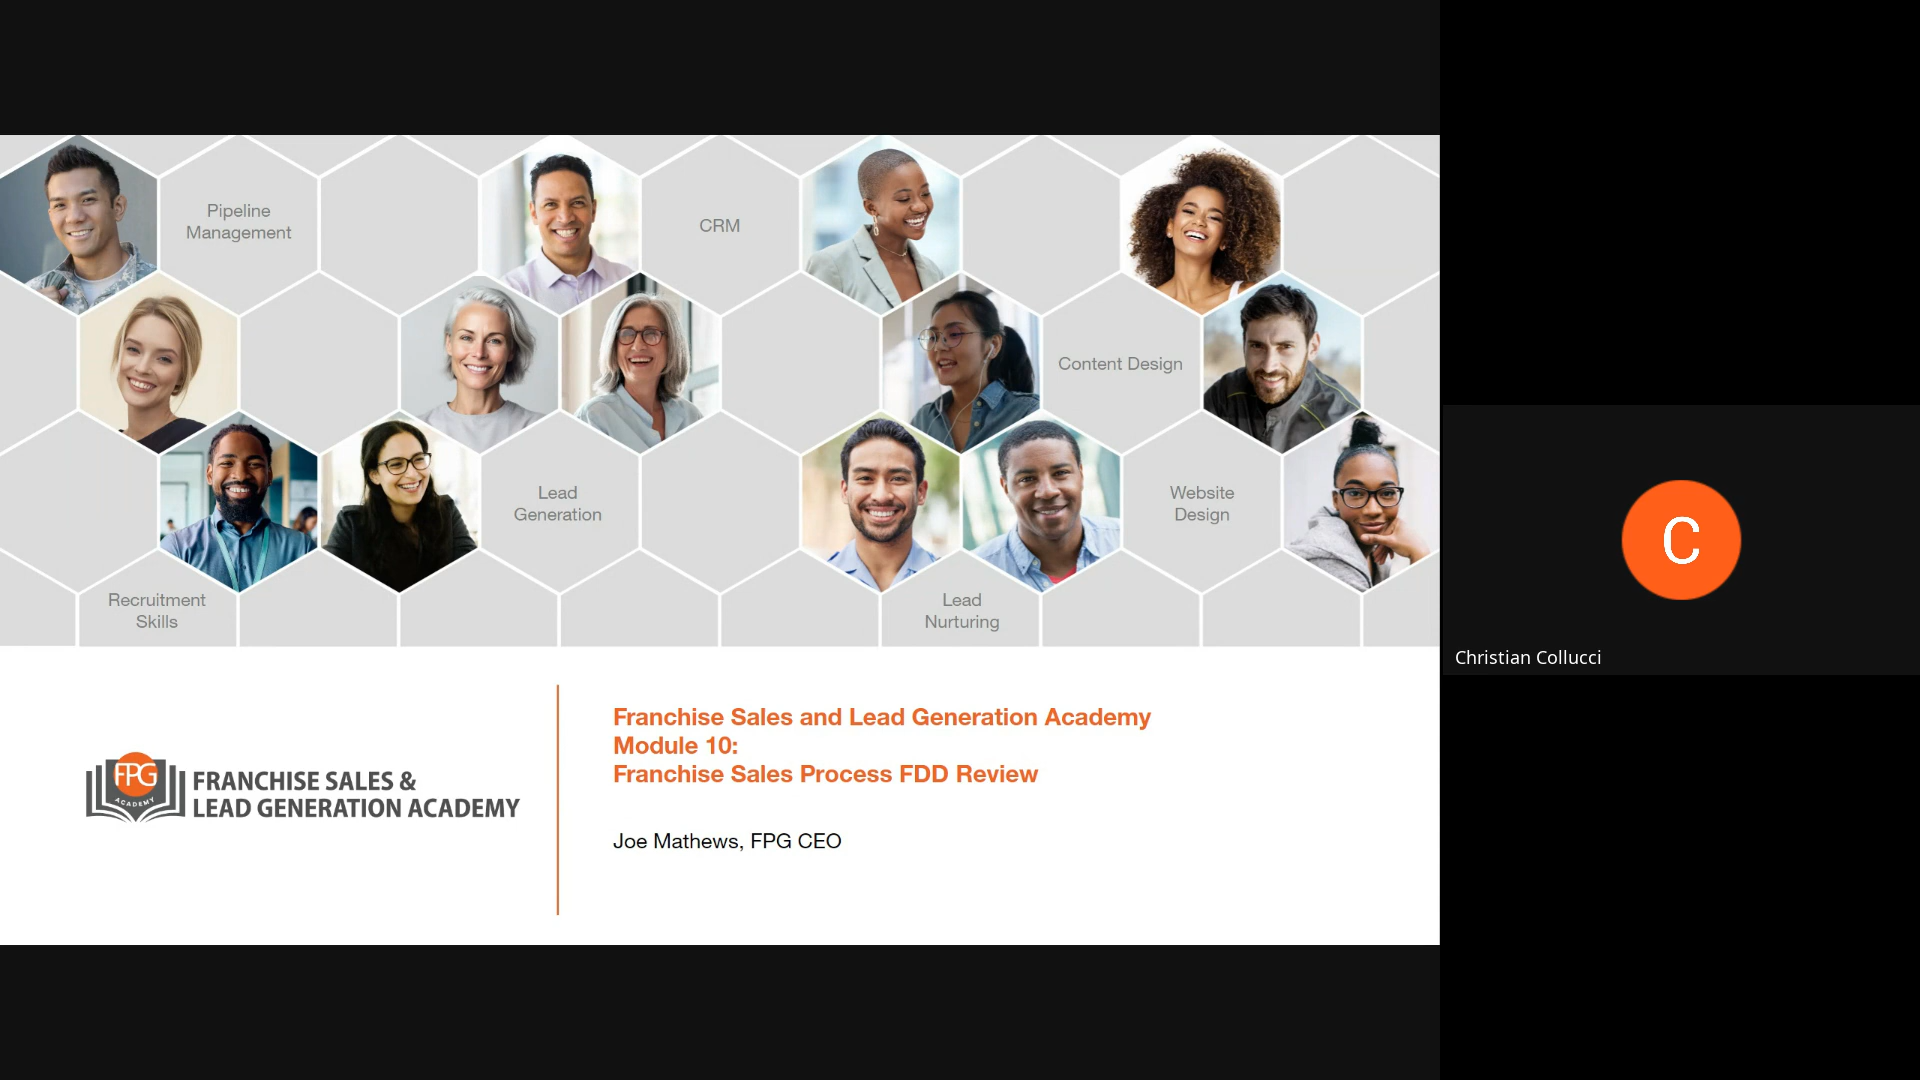 Pipeline
Management
CRM
Content Design
Lead
Generation
Website
Design
Recruitment
Skills
Lead
Nurturing
FPG
ACADEMY
FRANCHISE SALES &
LEAD GENERATION ACADEMY
Franchise Sales and Lead Generation Academy
Module 10:
Franchise Sales Process FDD Review
Joe Mathews, FPG CEO
C
Christian Collucci